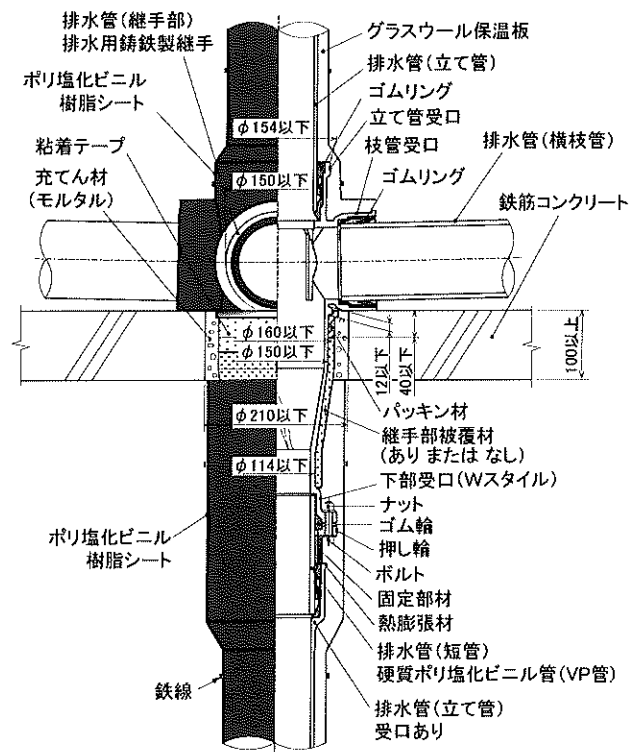 排水管(継手部)
排水用鋳鉄製継手
ポリ塩化ビニル
樹脂シート
粘着テープ
充てん材
(モルタル)
グラスウール保温板
排水管(立て管)
ゴムリング
立て管受口
枝管受口
ゴムリング
排水管(横枝管)
鉄筋コンクリート
φ154以下
φ150以下
φ160以下
φ150以下
12以下
40以下
100以上
φ210以下
φ114以下
パッキン材
継手部被覆材
(ありまたはなし)
下部受口(Wスタイル)
ナット
ゴム輪
押し輪
ボルト
固定部材
熱膨張材
排水管(短管)
硬質ポリ塩化ビニル管(VP管)
排水管(立て管)
受口あり
ポリ塩化ビニル
樹脂シート
鉄線